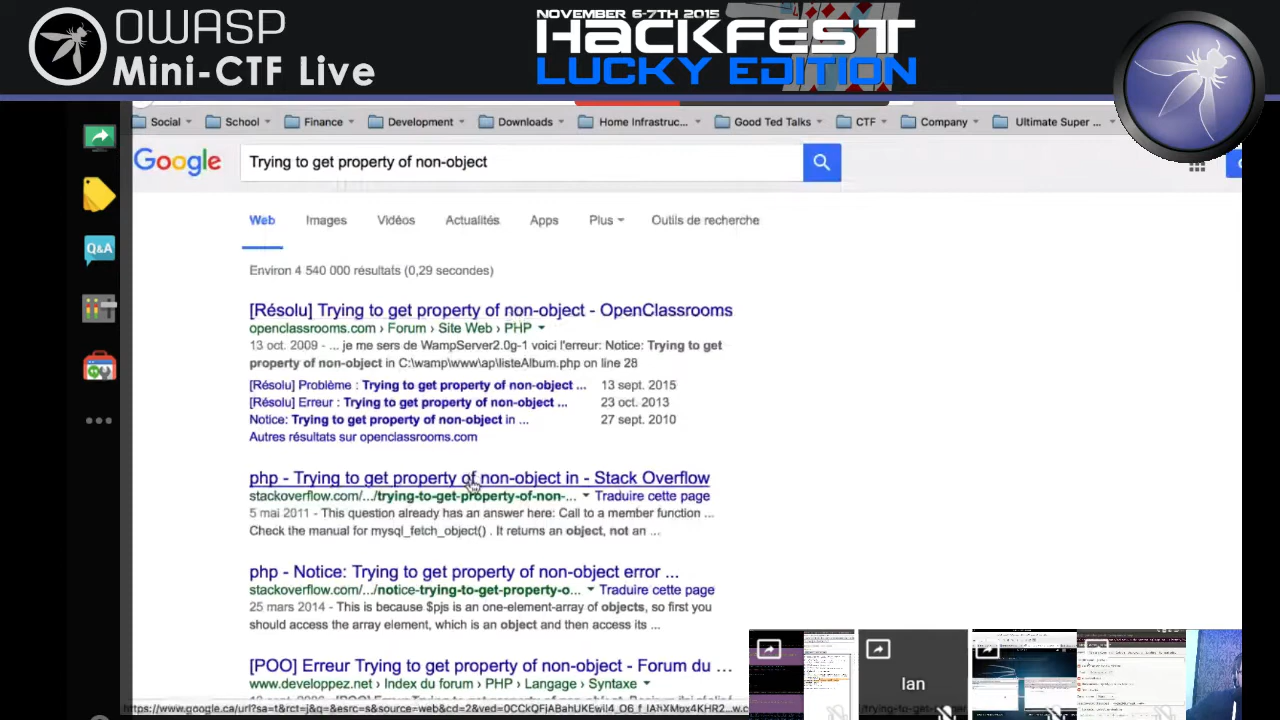 OWASP
Mini-CTF Live
NOVEMBER 6-7TH 2015
HACKFEST
LUCKY EDITION
Social
School
Finance
Development
Downloads
Home Infrastruc...
Good Ted Talks
CTF
Company
Ultimate Super ...
Google
Trying to get property of non-object
Web Images Vidéos Actualités Apps Plus Outils de recherche
Q&A
Environ 4 540 000 résultats (0,29 secondes)
[Résolu] Trying to get property of non-object - OpenClassrooms
openclassrooms.com › Forum › Site Web › PHP
13 oct. 2009 - ... je me sers de WampServer2.0g-1 voici l'erreur: Notice: Trying to get
property of non-object in C:\wamp\www\ap\listeAlbum.php on line 28
[Résolu] Problème : Trying to get property of non-object ... 13 sept. 2015
[Résolu] Erreur : Trying to get property of non-object ... 23 oct. 2013
Notice: Trying to get property of non-object in ... 27 sept. 2010
Autres résultats sur openclassrooms.com
php - Trying to get property of non-object in - Stack Overflow
stackoverflow.com/.../trying-to-get-property-of-non-... Traduire cette page
5 mai 2011 - This question already has an answer here: Call to a member function ...
Check the manual for mysql_fetch_object() . It returns an object, not an ...
php - Notice: Trying to get property of non-object error ...
stackoverflow.com/.../notice-trying-to-get-property-o... Traduire cette page
25 mars 2014 - This is because $pjs is an one-element-array of objects, so first you
should access the array element, which is an object and then access its ...
[POO] Erreur Trying to get property of non-object - Forum du ...
www.developpez.net › ... › PHP › Langage › Syntaxe
Ian